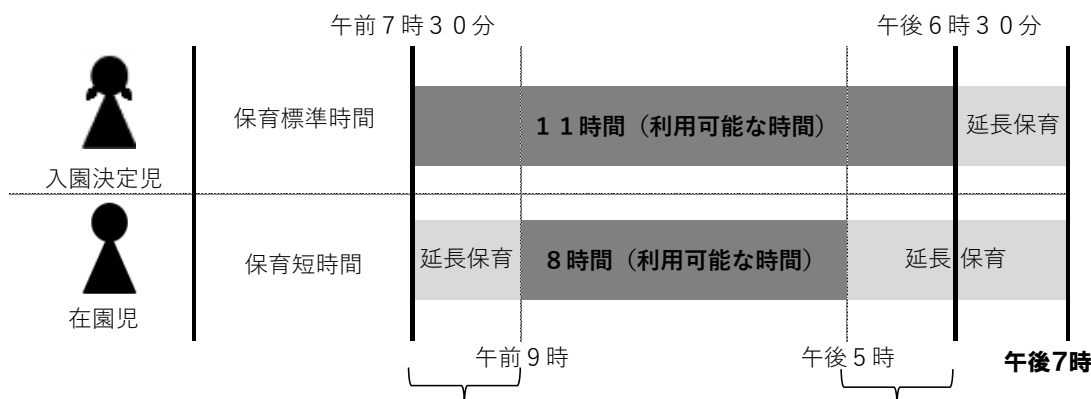 午前７時３０分
午後６時３０分
保育標準時間
１１時間（利用可能な時間）
延長保育
入園決定児
保育短時間
延長保育
８時間（利用可能な時間）
延長保育
在園児
午前９時
午後５時
午後7時